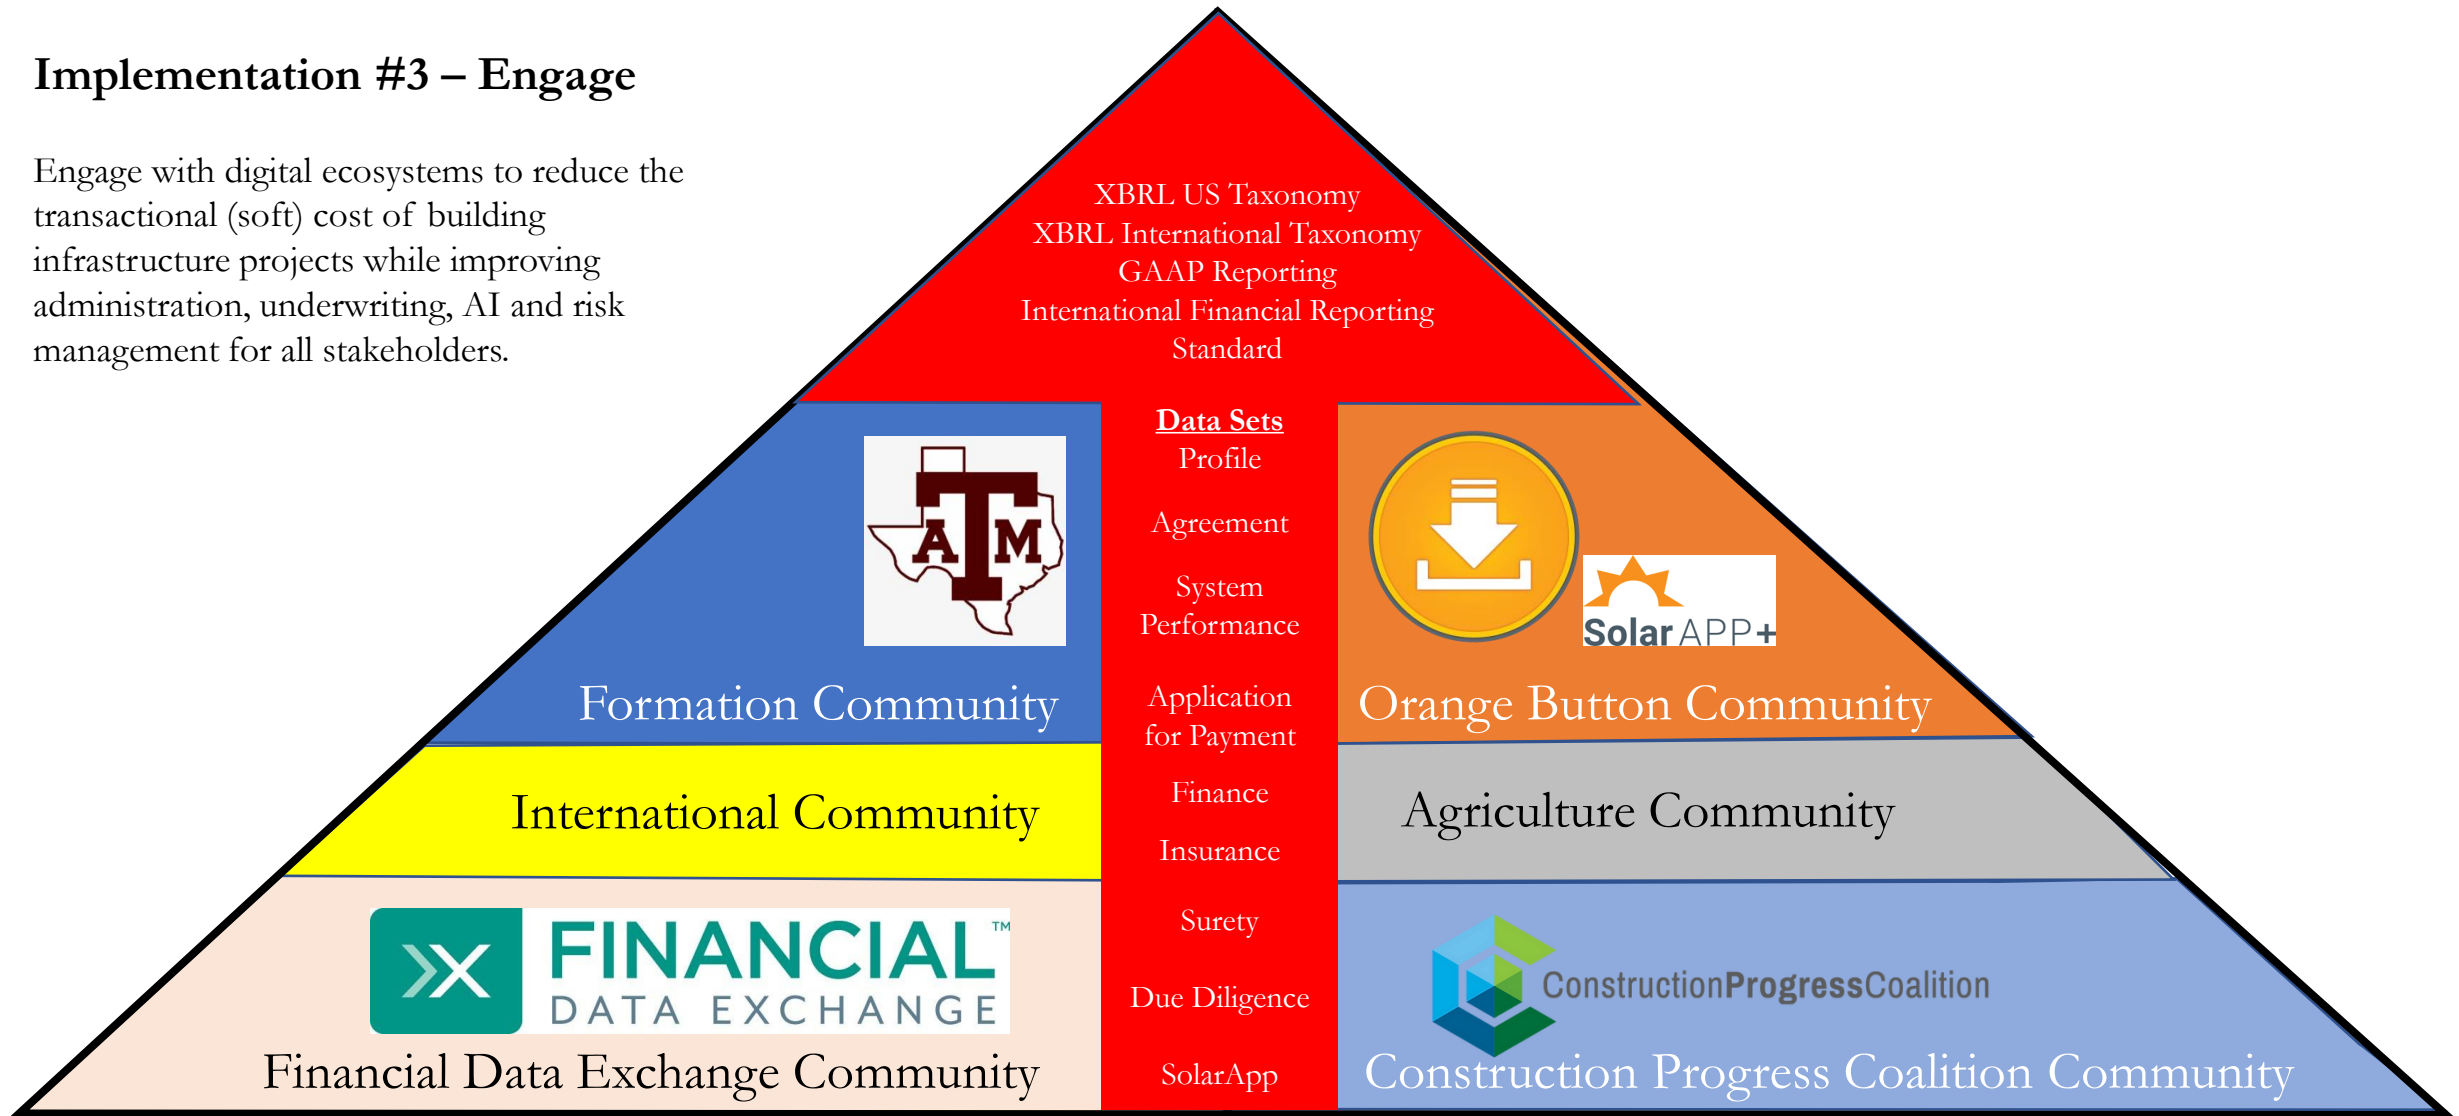 Implementation #3 – Engage
Engage with digital ecosystems to reduce the
transactional (soft) cost of building
infrastructure projects while improving
administration, underwriting, AI and risk
management for all stakeholders.
XBRL US Taxonomy
XBRL International Taxonomy
GAAP Reporting
International Financial Reporting
Standard
Data Sets
Profile
Agreement
System
Performance
Application
for Payment
Finance
Insurance
Surety
Due Diligence
SolarApp
ATM
Formation Community
SolarAPP+
Orange Button Community
International Community
Agriculture Community
FINANCIAL™
DATA EXCHANGE
Financial Data Exchange Community
ConstructionProgressCoalition
Construction Progress Coalition Community